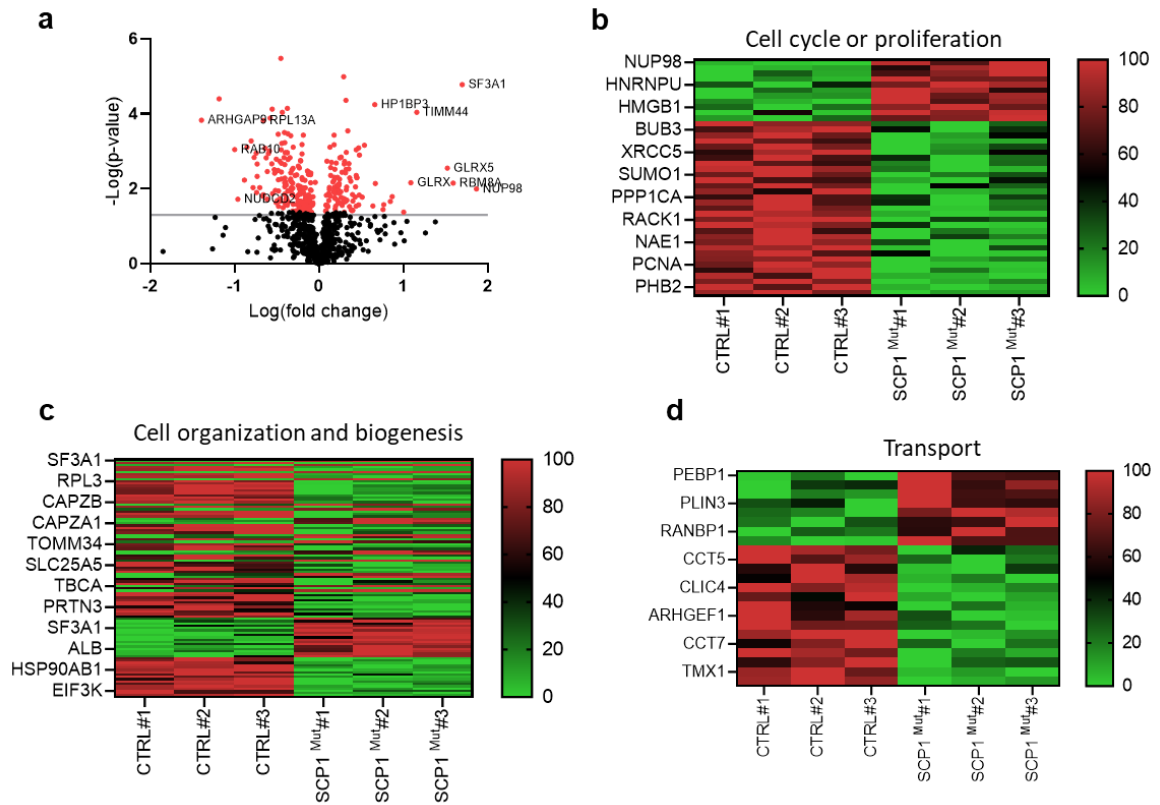 a
6
4
2
0
-Log(p-value)
-2
-1
0
1
2
Log(fold change)
SF3A1
HP1BP3
TIMM44
ARHGAP9
RPL13A
RAB10
GLRX5
GLRX
RBM8A
NUP98
NUDCD2
b
Cell cycle or proliferation
NUP98
HNRNPU
HMGB1
BUB3
XRCC5
SUMO1
PPP1CA
RACK1
NAE1
PCNA
PHB2
100
80
60
40
20
0
CTRL#1
CTRL#2
CTRL#3
SCP1 Mut#1
SCP1 Mut#2
SCP1 Mut#3
c
Cell organization and biogenesis
SF3A1
RPL3
CAPZB
CAPZA1
TOMM34
SLC25A5
TBCA
PRTN3
SF3A1
ALB
HSP90AB1
EIF3K
100
80
60
40
20
0
CTRL#1
CTRL#2
CTRL#3
SCP1 Mut#1
SCP1 Mut#2
SCP1 Mut#3
d
Transport
PEBP1
PLIN3
RANBP1
CCT5
CLIC4
ARHGEF1
CCT7
TMX1
100
80
60
40
20
0
CTRL#1
CTRL#2
CTRL#3
SCP1 Mut#1
SCP1 Mut#2
SCP1 Mut#3